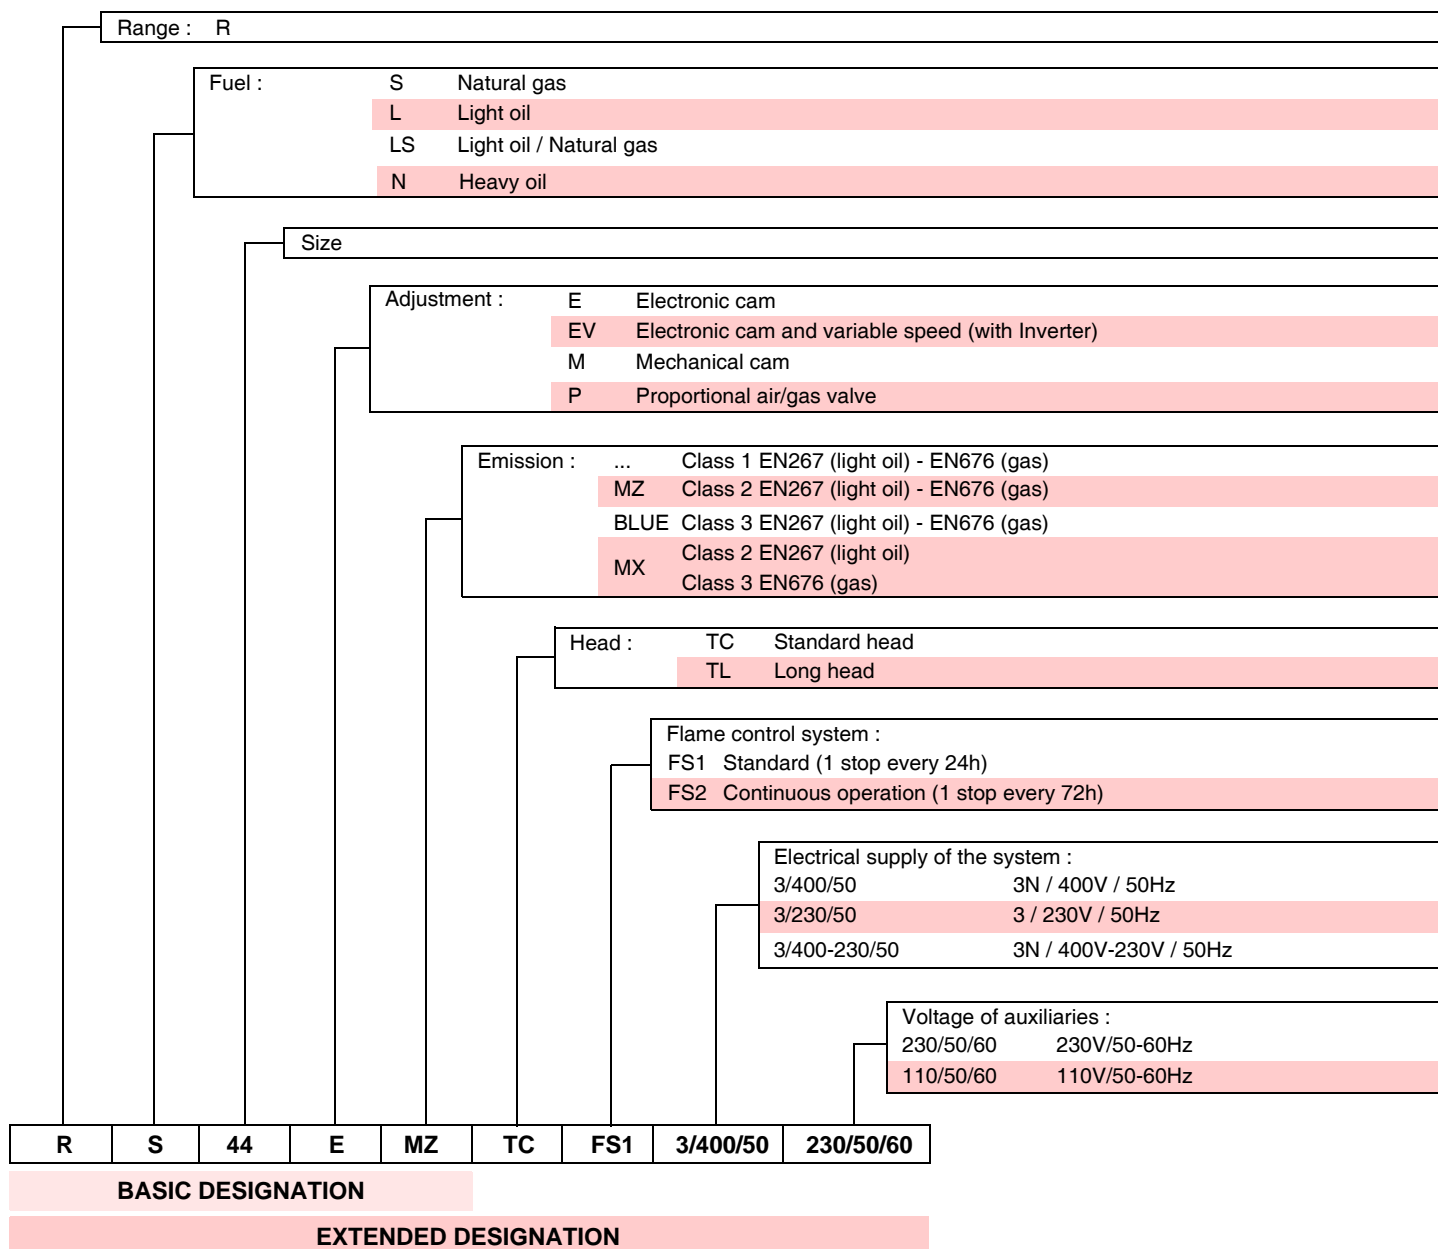 Range : R
Fuel : S Natural gas
L Light oil
LS Light oil / Natural gas
N Heavy oil
Size
Adjustment : E Electronic cam
EV Electronic cam and variable speed (with Inverter)
M Mechanical cam
P Proportional air/gas valve
Emission : ... Class 1 EN267 (light oil) - EN676 (gas)
MZ Class 2 EN267 (light oil) - EN676 (gas)
BLUE Class 3 EN267 (light oil) - EN676 (gas)
MX Class 2 EN267 (light oil)
Class 3 EN676 (gas)
Head : TC Standard head
TL Long head
Flame control system :
FS1 Standard (1 stop every 24h)
FS2 Continuous operation (1 stop every 72h)
Electrical supply of the system :
3/400/50 3N / 400V / 50Hz
3/230/50 3 / 230V / 50Hz
3/400-230/50 3N / 400V-230V / 50Hz
Voltage of auxiliaries :
230/50/60 230V/50-60Hz
110/50/60 110V/50-60Hz
R S 44 E MZ TC FS1 3/400/50 230/50/60
BASIC DESIGNATION
EXTENDED DESIGNATION